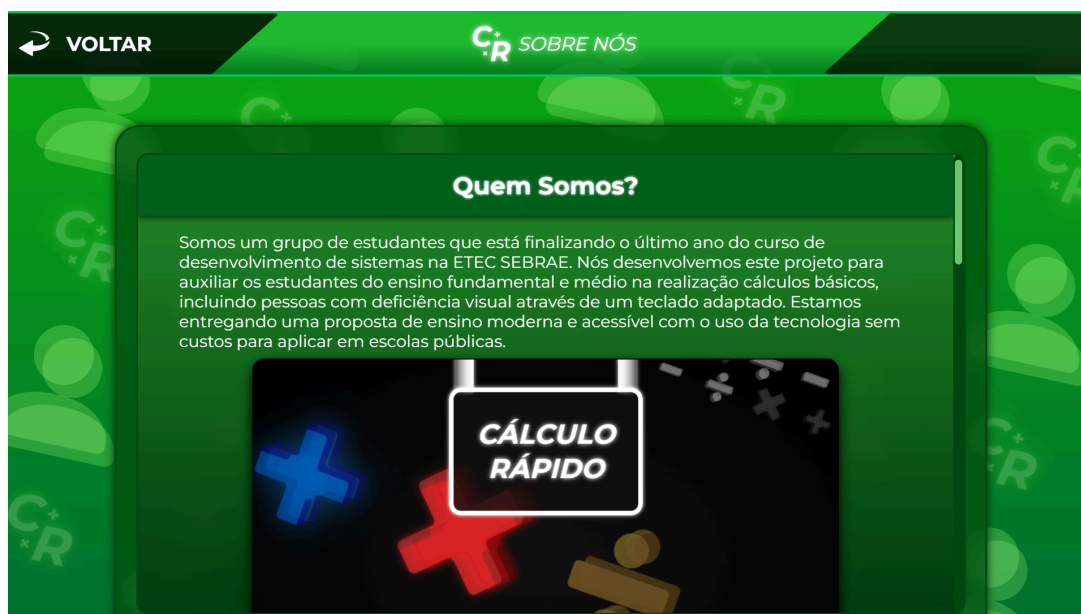 VOLTAR
C+×R SOBRE NÓS
Quem Somos?
Somos um grupo de estudantes que está finalizando o último ano do curso de
desenvolvimento de sistemas na ETEC SEBRAE. Nós desenvolvemos este projeto para
auxiliar os estudantes do ensino fundamental e médio na realização cálculos básicos,
incluindo pessoas com deficiência visual através de um teclado adaptado. Estamos
entregando uma proposta de ensino moderna e acessível com o uso da tecnologia sem
custos para aplicar em escolas públicas.
CÁLCULO
RÁPIDO